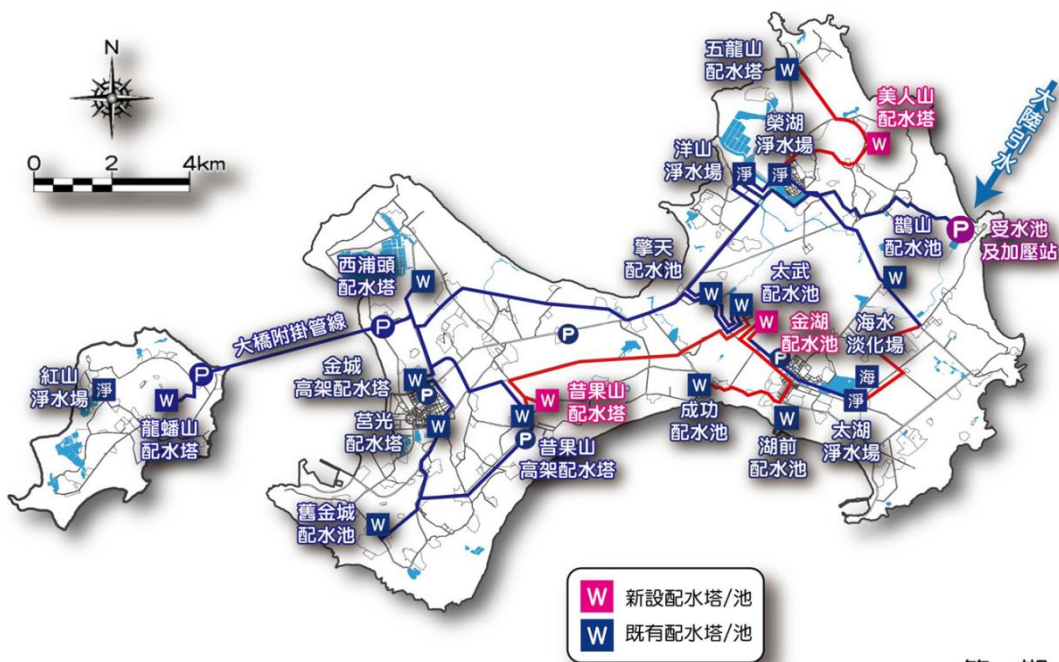 N
0 2 4km
五龍山
配水塔
W
美人山
配水塔
W
榮湖
淨水場
淨
洋山
淨水場
淨
大陸引水
鵲山
配水池
W
P
受水池
及加壓站
擎天
配水池
W
太武
配水池
W
金湖
配水池
W
海水
淡化場
海
西浦頭
配水塔
W
大橋附掛管線
P
P
P
P
紅山
淨水場
淨
龍蟠山
配水塔
W
金城
高架配水塔
W
P
莒光
配水塔
W
昔果山
配水塔
W
W
P
昔果山
高架配水塔
成功
配水池
W
湖前
配水池
W
太湖
淨水場
淨
舊金城
配水池
W
W 新設配水塔/池
W 既有配水塔/池